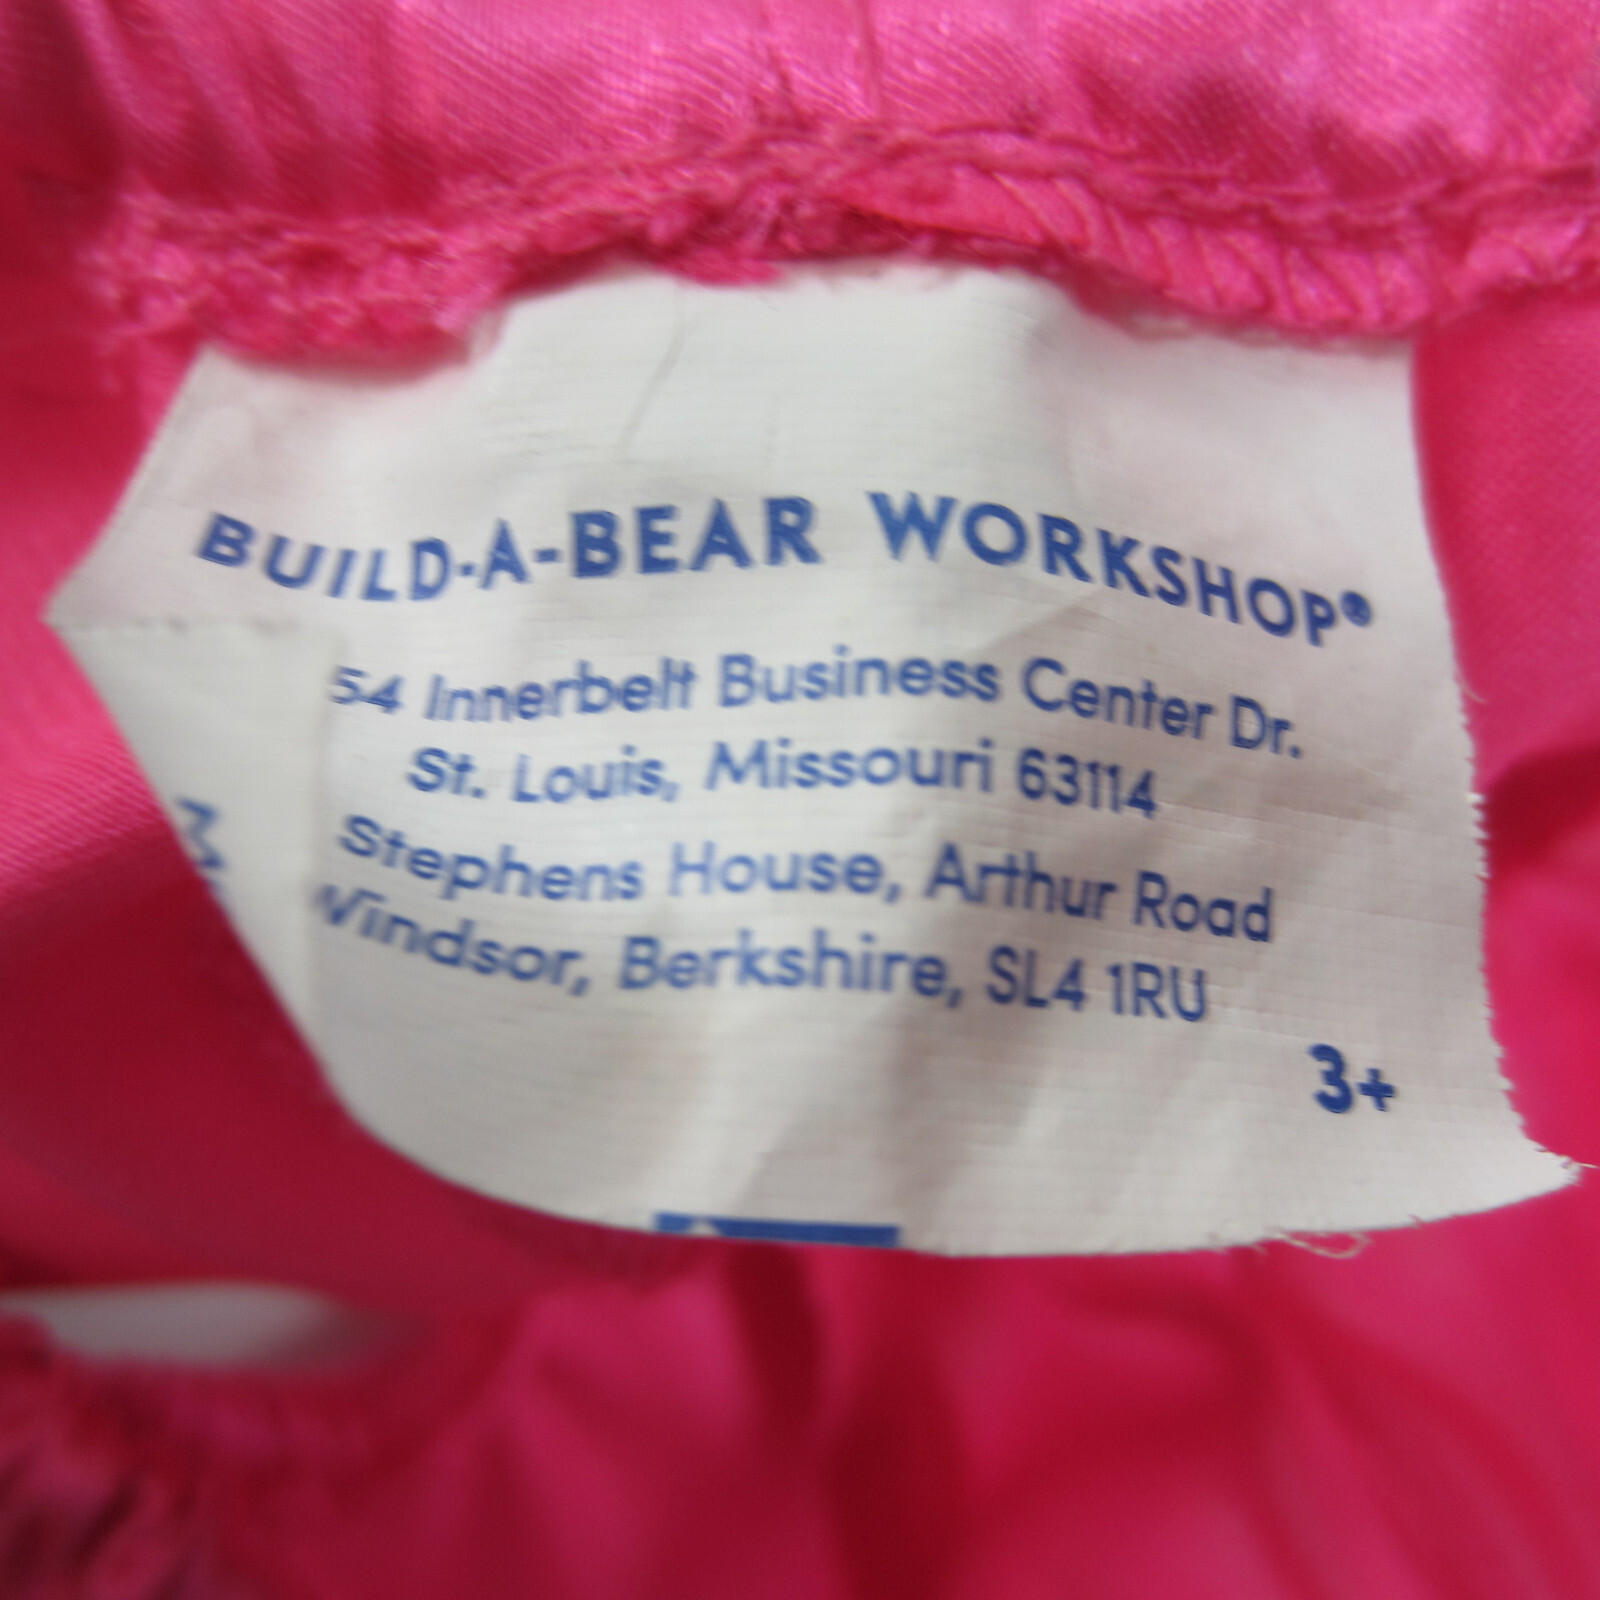 BUILD-A-BEAR WORKSHOP®
54 Innerbelt Business Center Dr.
St. Louis, Missouri 63114
Stephens House, Arthur Road
Windsor, Berkshire, SL4 1RU
3+